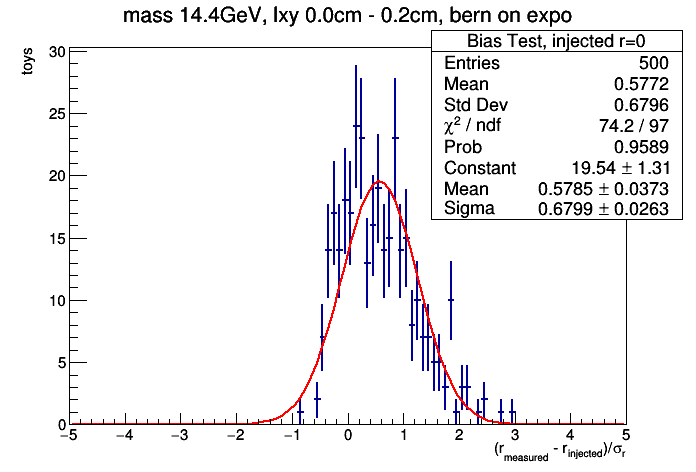 mass 14.4GeV, lxy 0.0cm - 0.2cm, bern on expo
Bias Test, injected r=0
Entries 500
Mean 0.5772
Std Dev 0.6796
χ² / ndf 74.2 / 97
Prob 0.9589
Constant 19.54 ± 1.31
Mean 0.5785 ± 0.0373
Sigma 0.6799 ± 0.0263
toys
30
25
20
15
10
5
0
−5 −4 −3 −2 −1 0 1 2 3 4 5
(r_measured - r_injected)/σ_r